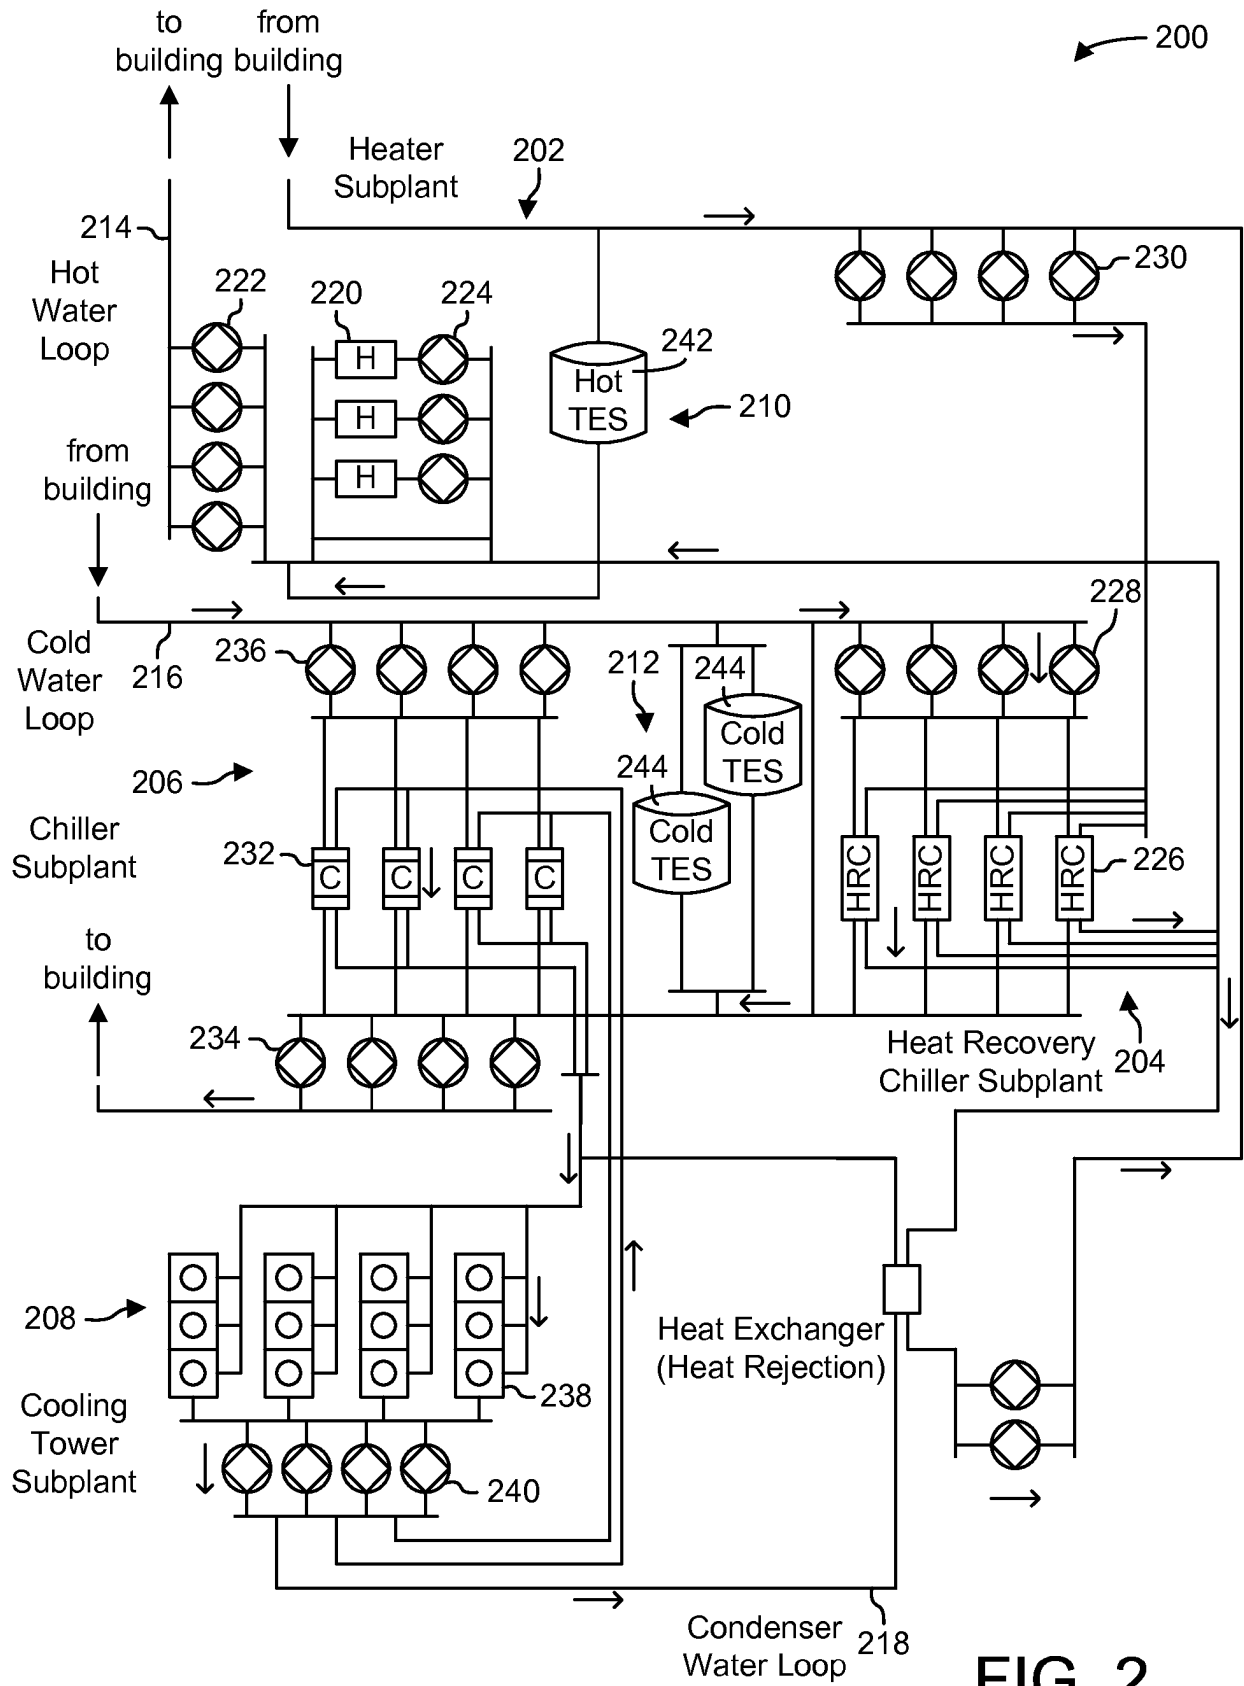 to
building
from
building
200
Heater
Subplant
202
214
Hot
Water
Loop
222
220
224
230
H
H
H
Hot
TES
242
210
from
building
228
Cold
Water
Loop
216
236
212
244
Cold
TES
244
Cold
TES
206
Chiller
Subplant
232
C
C
C
C
HRC
HRC
HRC
HRC
226
to
building
234
Heat Recovery
Chiller Subplant
204
208
Cooling
Tower
Subplant
238
240
Heat Exchanger
(Heat Rejection)
Condenser
Water Loop
218
FIG. 2